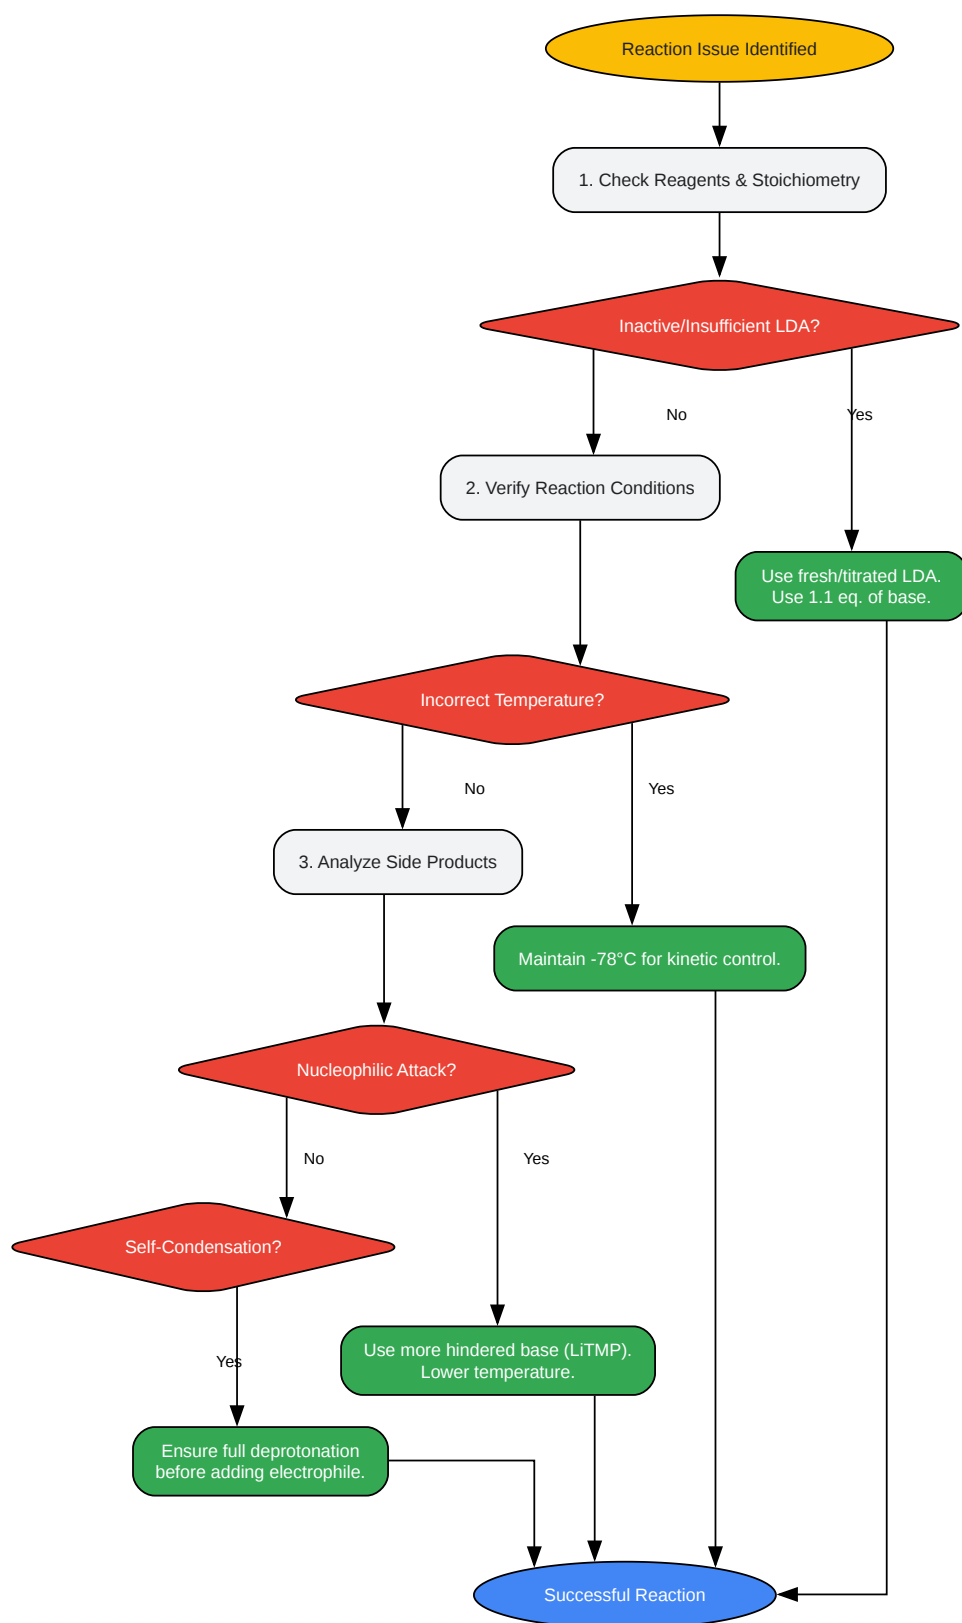 Reaction Issue Identified
1. Check Reagents & Stoichiometry
Inactive/Insufficient LDA?
No
Yes
2. Verify Reaction Conditions
Use fresh/titrated LDA.
Use 1.1 eq. of base.
Incorrect Temperature?
No
Yes
3. Analyze Side Products
Maintain -78°C for kinetic control.
Nucleophilic Attack?
No
Yes
Self-Condensation?
Use more hindered base (LiTMP).
Lower temperature.
Yes
Ensure full deprotonation
before adding electrophile.
Successful Reaction